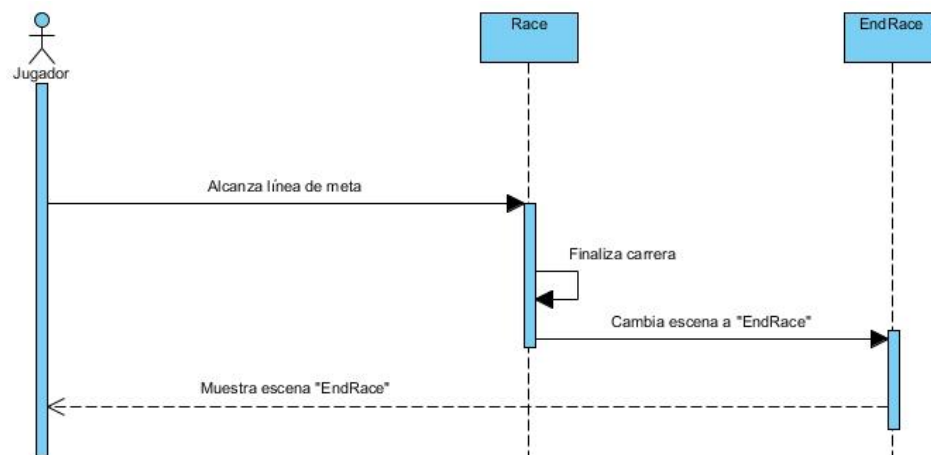 Race
EndRace
Jugador
Alcanza línea de meta
Finaliza carrera
Cambia escena a "EndRace"
Muestra escena "EndRace"